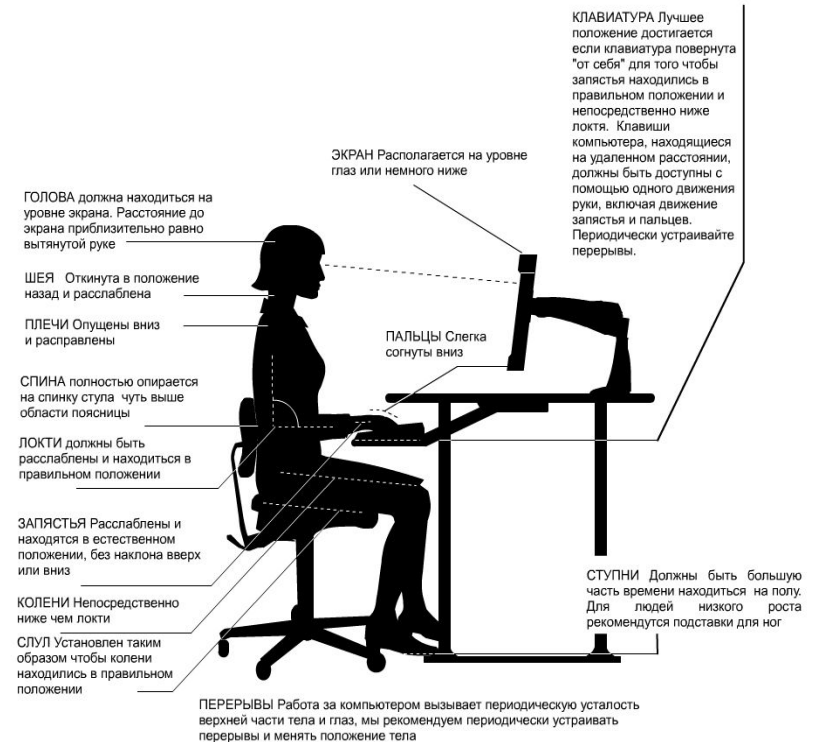 КЛАВИАТУРА Лучшее
положение достигается
если клавиатура повернута
"от себя" для того чтобы
запястья находились в
правильном положении и
непосредственно ниже
локтя. Клавиши
компьютера, находящиеся
на удаленном расстоянии,
должны быть доступны с
помощью одного движения
руки, включая движение
запястья и пальцев.
Периодически устраивайте
перерывы.
ЭКРАН Располагается на уровне
глаз или немного ниже
ГОЛОВА должна находиться на
уровне экрана. Расстояние до
экрана приблизительно равно
вытянутой руке
ШЕЯ Откинута в положение
назад и расслаблена
ПЛЕЧИ Опущены вниз
и расправлены
ПАЛЬЦЫ Слегка
согнуты вниз
СПИНА полностью опирается
на спинку стула чуть выше
области поясницы
ЛОКТИ должны быть
расслаблены и находиться в
правильном положении
ЗАПЯСТЬЯ Расслаблены и
находятся в естественном
положении, без наклона вверх
или вниз
КОЛЕНИ Непосредственно
ниже чем локти
СЛУЛ Установлен таким
образом чтобы колени
находились в правильном
положении
СТУПНИ Должны быть большую
часть времени находиться на полу.
Для людей низкого роста
рекомендутся подставки для ног
ПЕРЕРЫВЫ Работа за компьютером вызывает периодическую усталость
верхней части тела и глаз, мы рекомендуем периодически устраивать
перерывы и менять положение тела